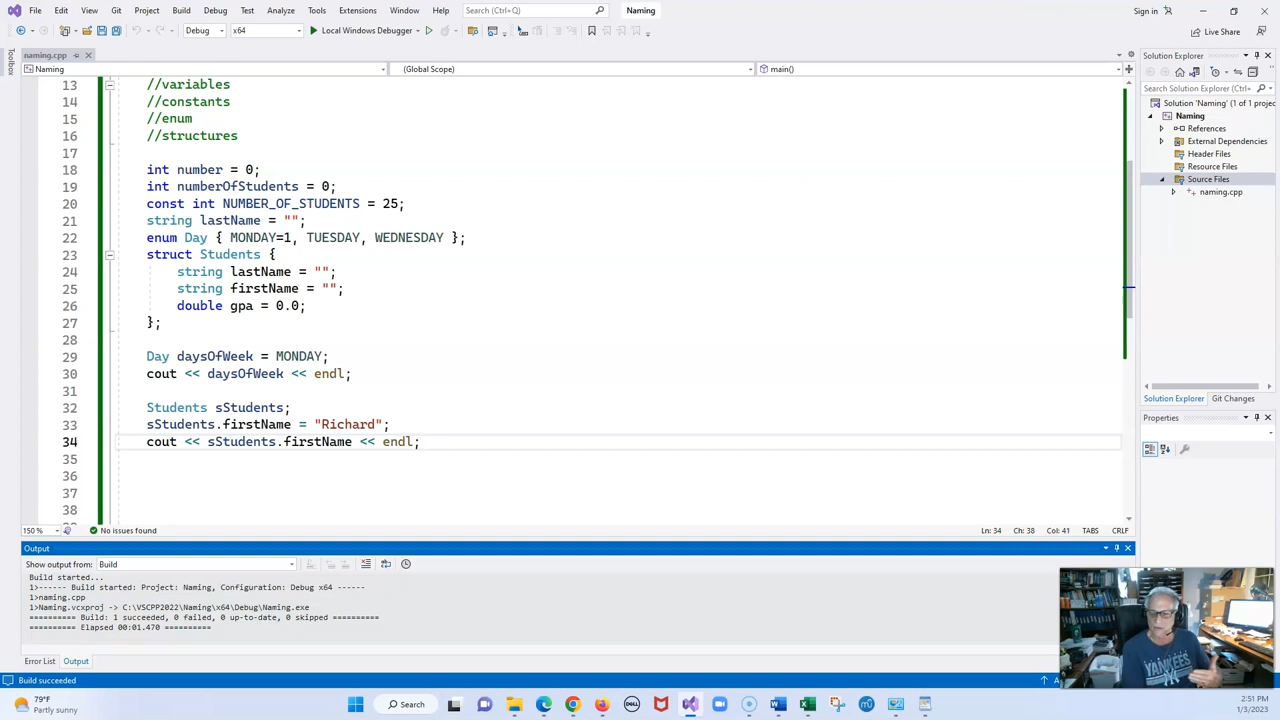 File Edit View Git Project Build Debug Test Analyze Tools Extensions Window Help Search (Ctrl+Q) Naming Sign in
Debug x64 Local Windows Debugger Live Share
naming.cpp
Naming (Global Scope) main()
13 //variables
14 //constants
15 //enum
16 //structures
17
18 int number = 0;
19 int numberOfStudents = 0;
20 const int NUMBER_OF_STUDENTS = 25;
21 string lastName = "";
22 enum Day { MONDAY=1, TUESDAY, WEDNESDAY };
23 struct Students {
24 string lastName = "";
25 string firstName = "";
26 double gpa = 0.0;
27 };
28
29 Day daysOfWeek = MONDAY;
30 cout << daysOfWeek << endl;
31
32 Students sStudents;
33 sStudents.firstName = "Richard";
34 cout << sStudents.firstName << endl;
35
36
37
38
150 % No issues found Ln: 34 Ch: 38 Col: 41 TABS CRLF
Toolbox
Solution Explorer
Search Solution Explorer (Ctrl+
Solution 'Naming' (1 of 1 project)
Naming
References
External Dependencies
Header Files
Resource Files
Source Files
naming.cpp
Solution Explorer Git Changes
Properties
Output
Show output from: Build
Build started...
1>------ Build started: Project: Naming, Configuration: Debug x64 ------
1>naming.cpp
1>Naming.vcxproj -> C:\VSCPP2022\Naming\x64\Debug\Naming.exe
========== Build: 1 succeeded, 0 failed, 0 up-to-date, 0 skipped ==========
========== Elapsed 00:01.470 ==========
Error List Output
Build succeeded
YANKEES
79°F
Partly sunny
Search
DELL
2:51 PM
1/3/2023